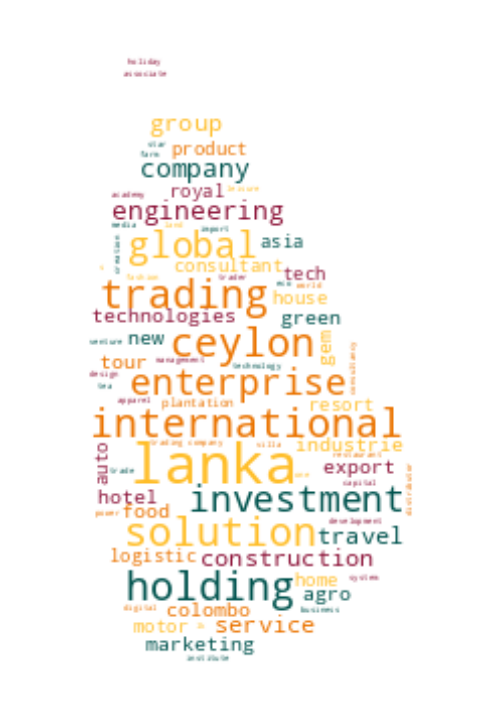 holiday
associate
group
star
farm product
company
academy royal leisure
engineering
media land import
global asia
consultant
fashion trader tech
eco world
trading house
technologies green
venture new ceylon gem
tour management technology consultancy
design
tea enterprise
apparel plantation resort
international
trading company villa industrie
auto lanka restaurant
trade export
capital distributor
hotel investment
power food development
solution travel
logistic construction
holding home system
agro
digital colombo business
motor service
marketing
institute